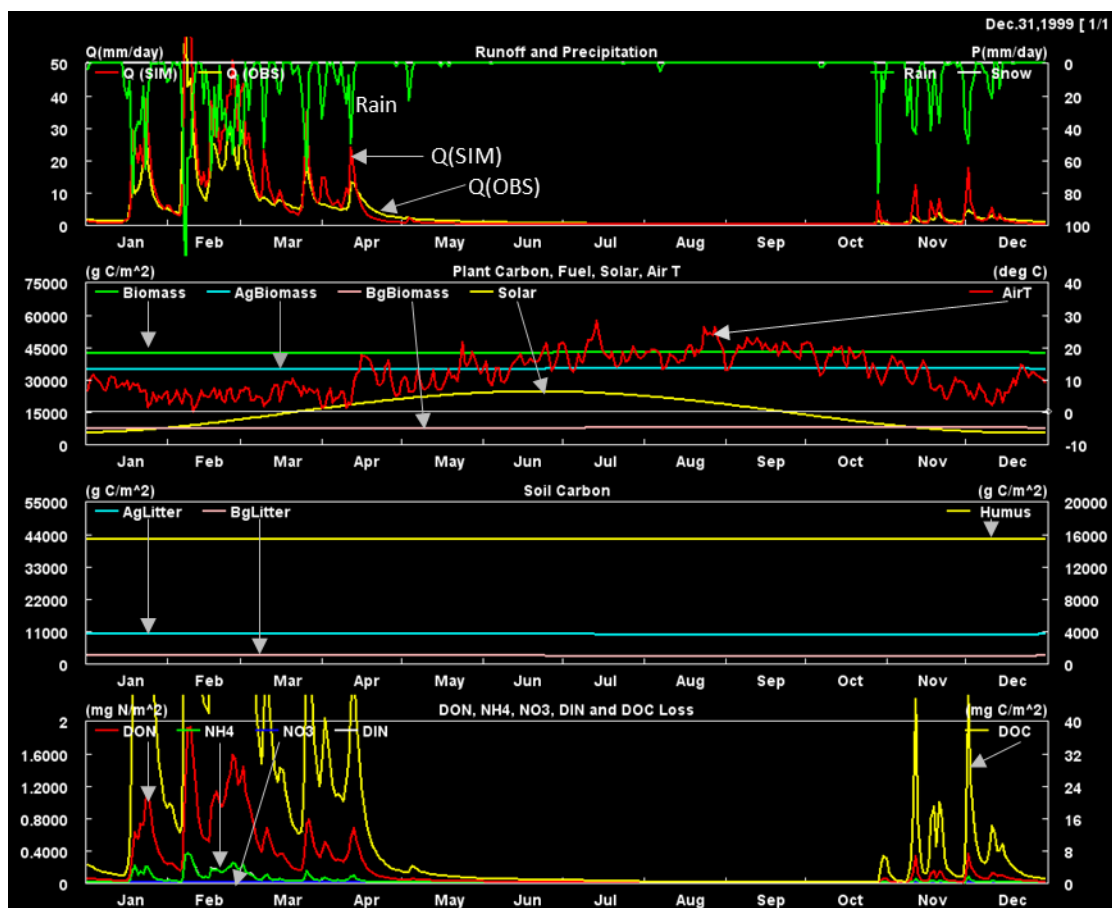 Dec.31,1999 [ 1/1
Q(mm/day) Runoff and Precipitation P(mm/day)
50 Q (SIM) Q (OBS) Rain Snow 0
40 20
Rain
30 40
20 Q(SIM) 60
Q(OBS)
10 80
0 100
Jan Feb Mar Apr May Jun Jul Aug Sep Oct Nov Dec
(g C/m^2) Plant Carbon, Fuel, Solar, Air T (deg C)
75000 40
Biomass AgBiomass BgBiomass Solar AirT
60000 30
45000 20
30000 10
15000 0
0 -10
Jan Feb Mar Apr May Jun Jul Aug Sep Oct Nov Dec
(g C/m^2) Soil Carbon (g C/m^2)
55000 20000
AgLitter BgLitter Humus
44000 16000
33000 12000
22000 8000
11000 4000
0 0
Jan Feb Mar Apr May Jun Jul Aug Sep Oct Nov Dec
(mg N/m^2) DON, NH4, NO3, DIN and DOC Loss (mg C/m^2)
2 40
DON NH4 NO3 DIN DOC
1.6000 32
1.2000 24
0.8000 16
0.4000 8
0 0
Jan Feb Mar Apr May Jun Jul Aug Sep Oct Nov Dec